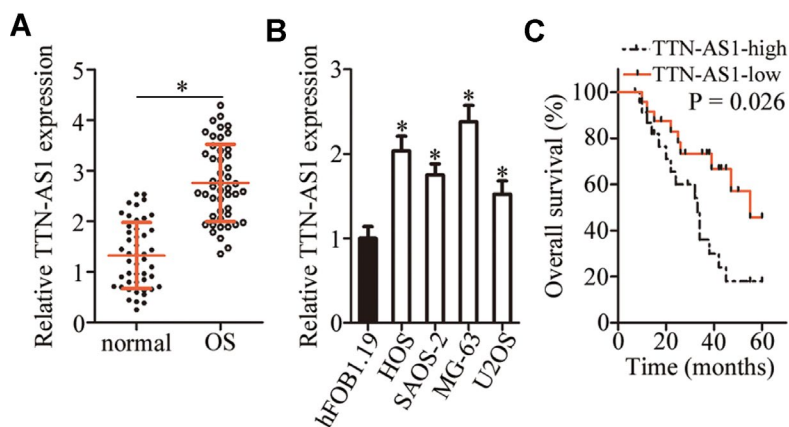 A
Relative TTN-AS1 expression
5
4
3
2
1
0
*
normal
OS
B
Relative TTN-AS1 expression
3
2
1
0
*
*
*
*
hFOB1.19
HOS
SAOS-2
MG-63
U2OS
C
TTN-AS1-high
TTN-AS1-low
P = 0.026
Overall survival (%)
100
80
60
40
20
0
0
20
40
60
Time (months)